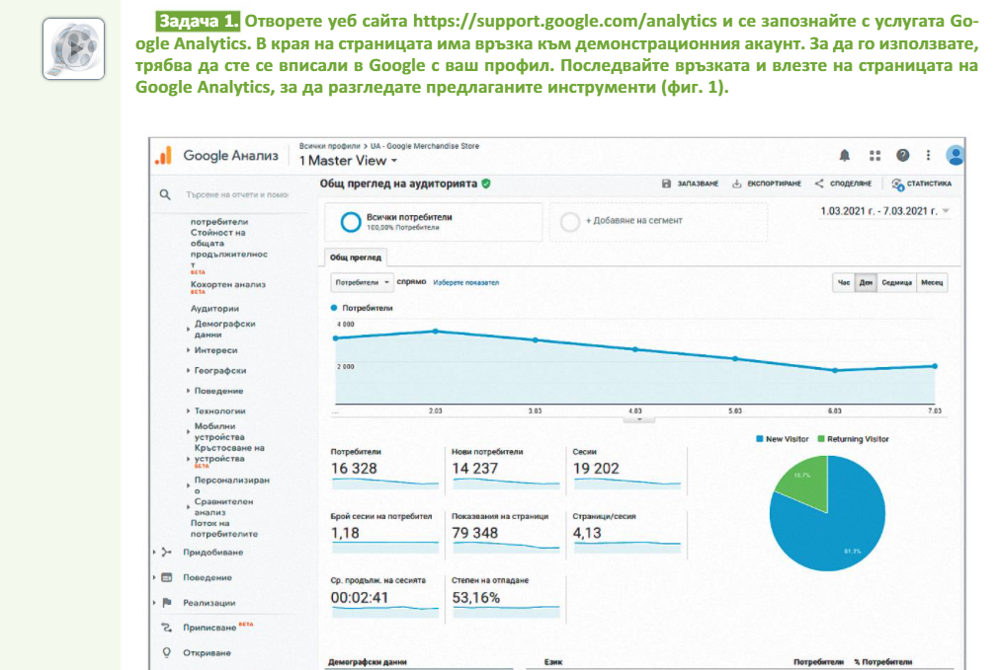 Задача 1. Отворете уеб сайта https://support.google.com/analytics и се запознайте с услугата Go-
ogle Analytics. В края на страницата има връзка към демонстрационния акаунт. За да го използвате,
трябва да сте се вписали в Google с ваш профил. Последвайте връзката и влезте на страницата на
Google Analytics, за да разгледате предлаганите инструменти (фиг. 1).
Google Анализ
Всички профили > UA - Google Merchandise Store
1 Master View
Търсене на отчети и помощ
потребители
Стойност на
общата
продължителнос
т
BETA
Кохортен анализ
BETA
Аудитории
Демографски
данни
Интереси
Географски
Поведение
Технологии
Мобилни
устройства
Кръстосване на
устройства
BETA
Персонализиран
о
Сравнителен
анализ
Поток на
потребителите
Придобиване
Поведение
Реализации
Приписване BETA
Откриване
Общ преглед на аудиторията
ЗАПАЗВАНЕ
ЕКСПОРТИРАНЕ
СПОДЕЛЯНЕ
СТАТИСТИКА
Всички потребители
100,00% Потребители
+ Добавяне на сегмент
1.03.2021 г. - 7.03.2021 г.
Общ преглед
Потребители спрямо Изберете показател
Час Ден Седмица Месец
Потребители
4 000
2 000
... 2.03 3.03 4.03 5.03 6.03 7.03
New Visitor Returning Visitor
18,7%
81,3%
Потребители
16 328
Нови потребители
14 237
Сесии
19 202
Брой сесии на потребител
1,18
Показвания на страници
79 348
Страници/сесия
4,13
Ср. продълж. на сесията
00:02:41
Степен на отпадане
53,16%
Демографски данни Език Потребители % Потребители